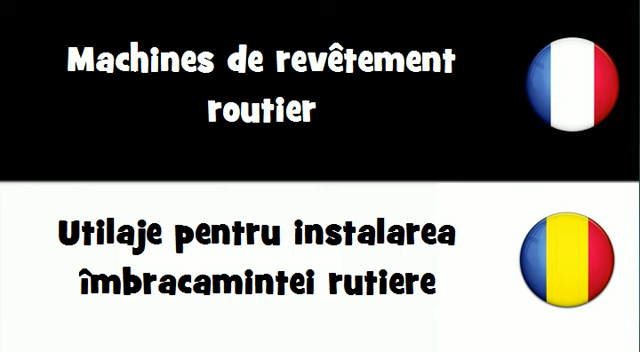 Machines de revêtement
routier
Utilaje pentru instalarea
îmbracamintei rutiere